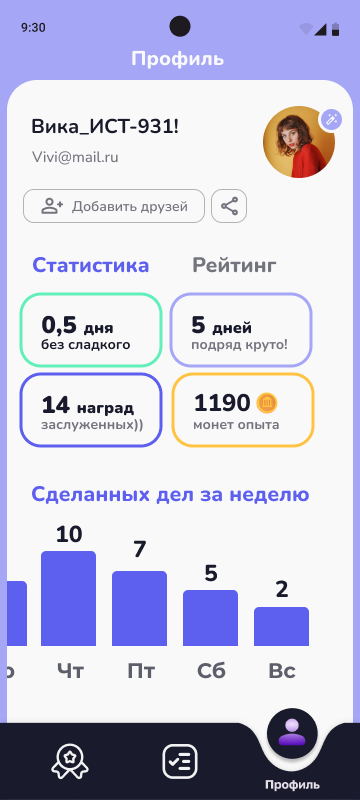 9:30
Профиль
Вика_ИСТ-931!
Vivi@mail.ru
Добавить друзей
Статистика Рейтинг
0,5 дня
без сладкого
5 дней
подряд круто!
14 наград
заслуженных))
1190
монет опыта
Сделанных дел за неделю
10
7
5
2
Чт Пт Сб Вс
Профиль